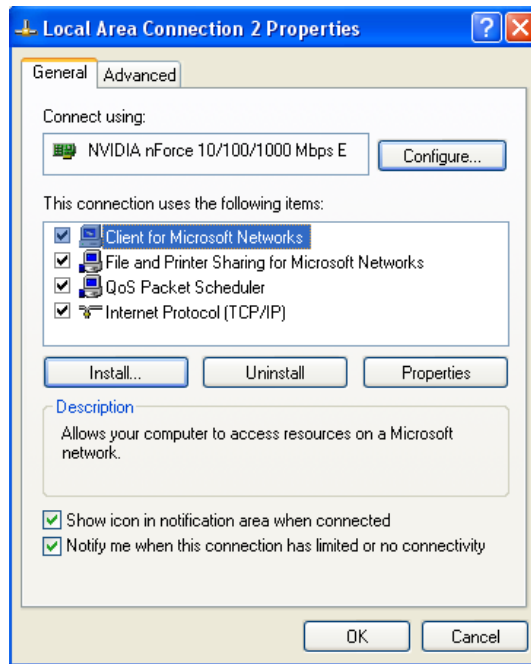 Local Area Connection 2 Properties
General Advanced
Connect using:
NVIDIA nForce 10/100/1000 Mbps E
Configure...
This connection uses the following items:
Client for Microsoft Networks
File and Printer Sharing for Microsoft Networks
QoS Packet Scheduler
Internet Protocol (TCP/IP)
Install... Uninstall Properties
Description
Allows your computer to access resources on a Microsoft
network.
Show icon in notification area when connected
Notify me when this connection has limited or no connectivity
OK Cancel